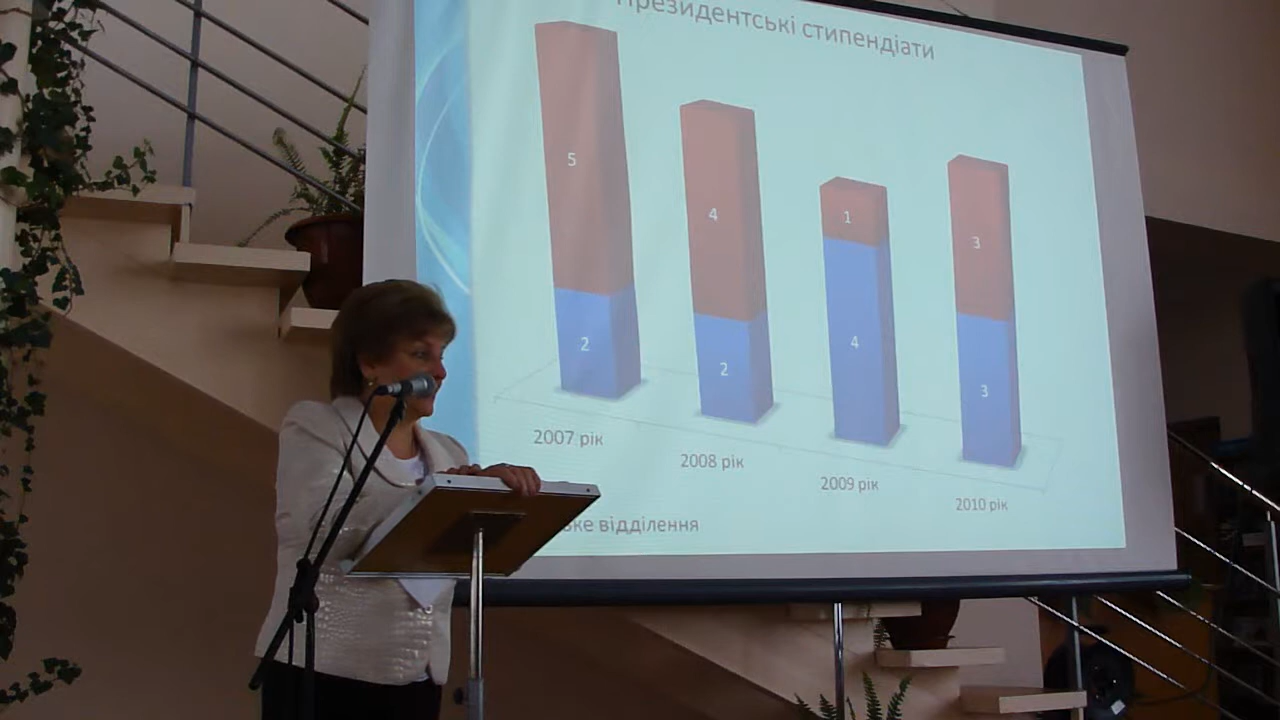 Президентські стипендіати
5
4
1
3
2
2
4
3
2007 рік
2008 рік
2009 рік
2010 рік
відділення